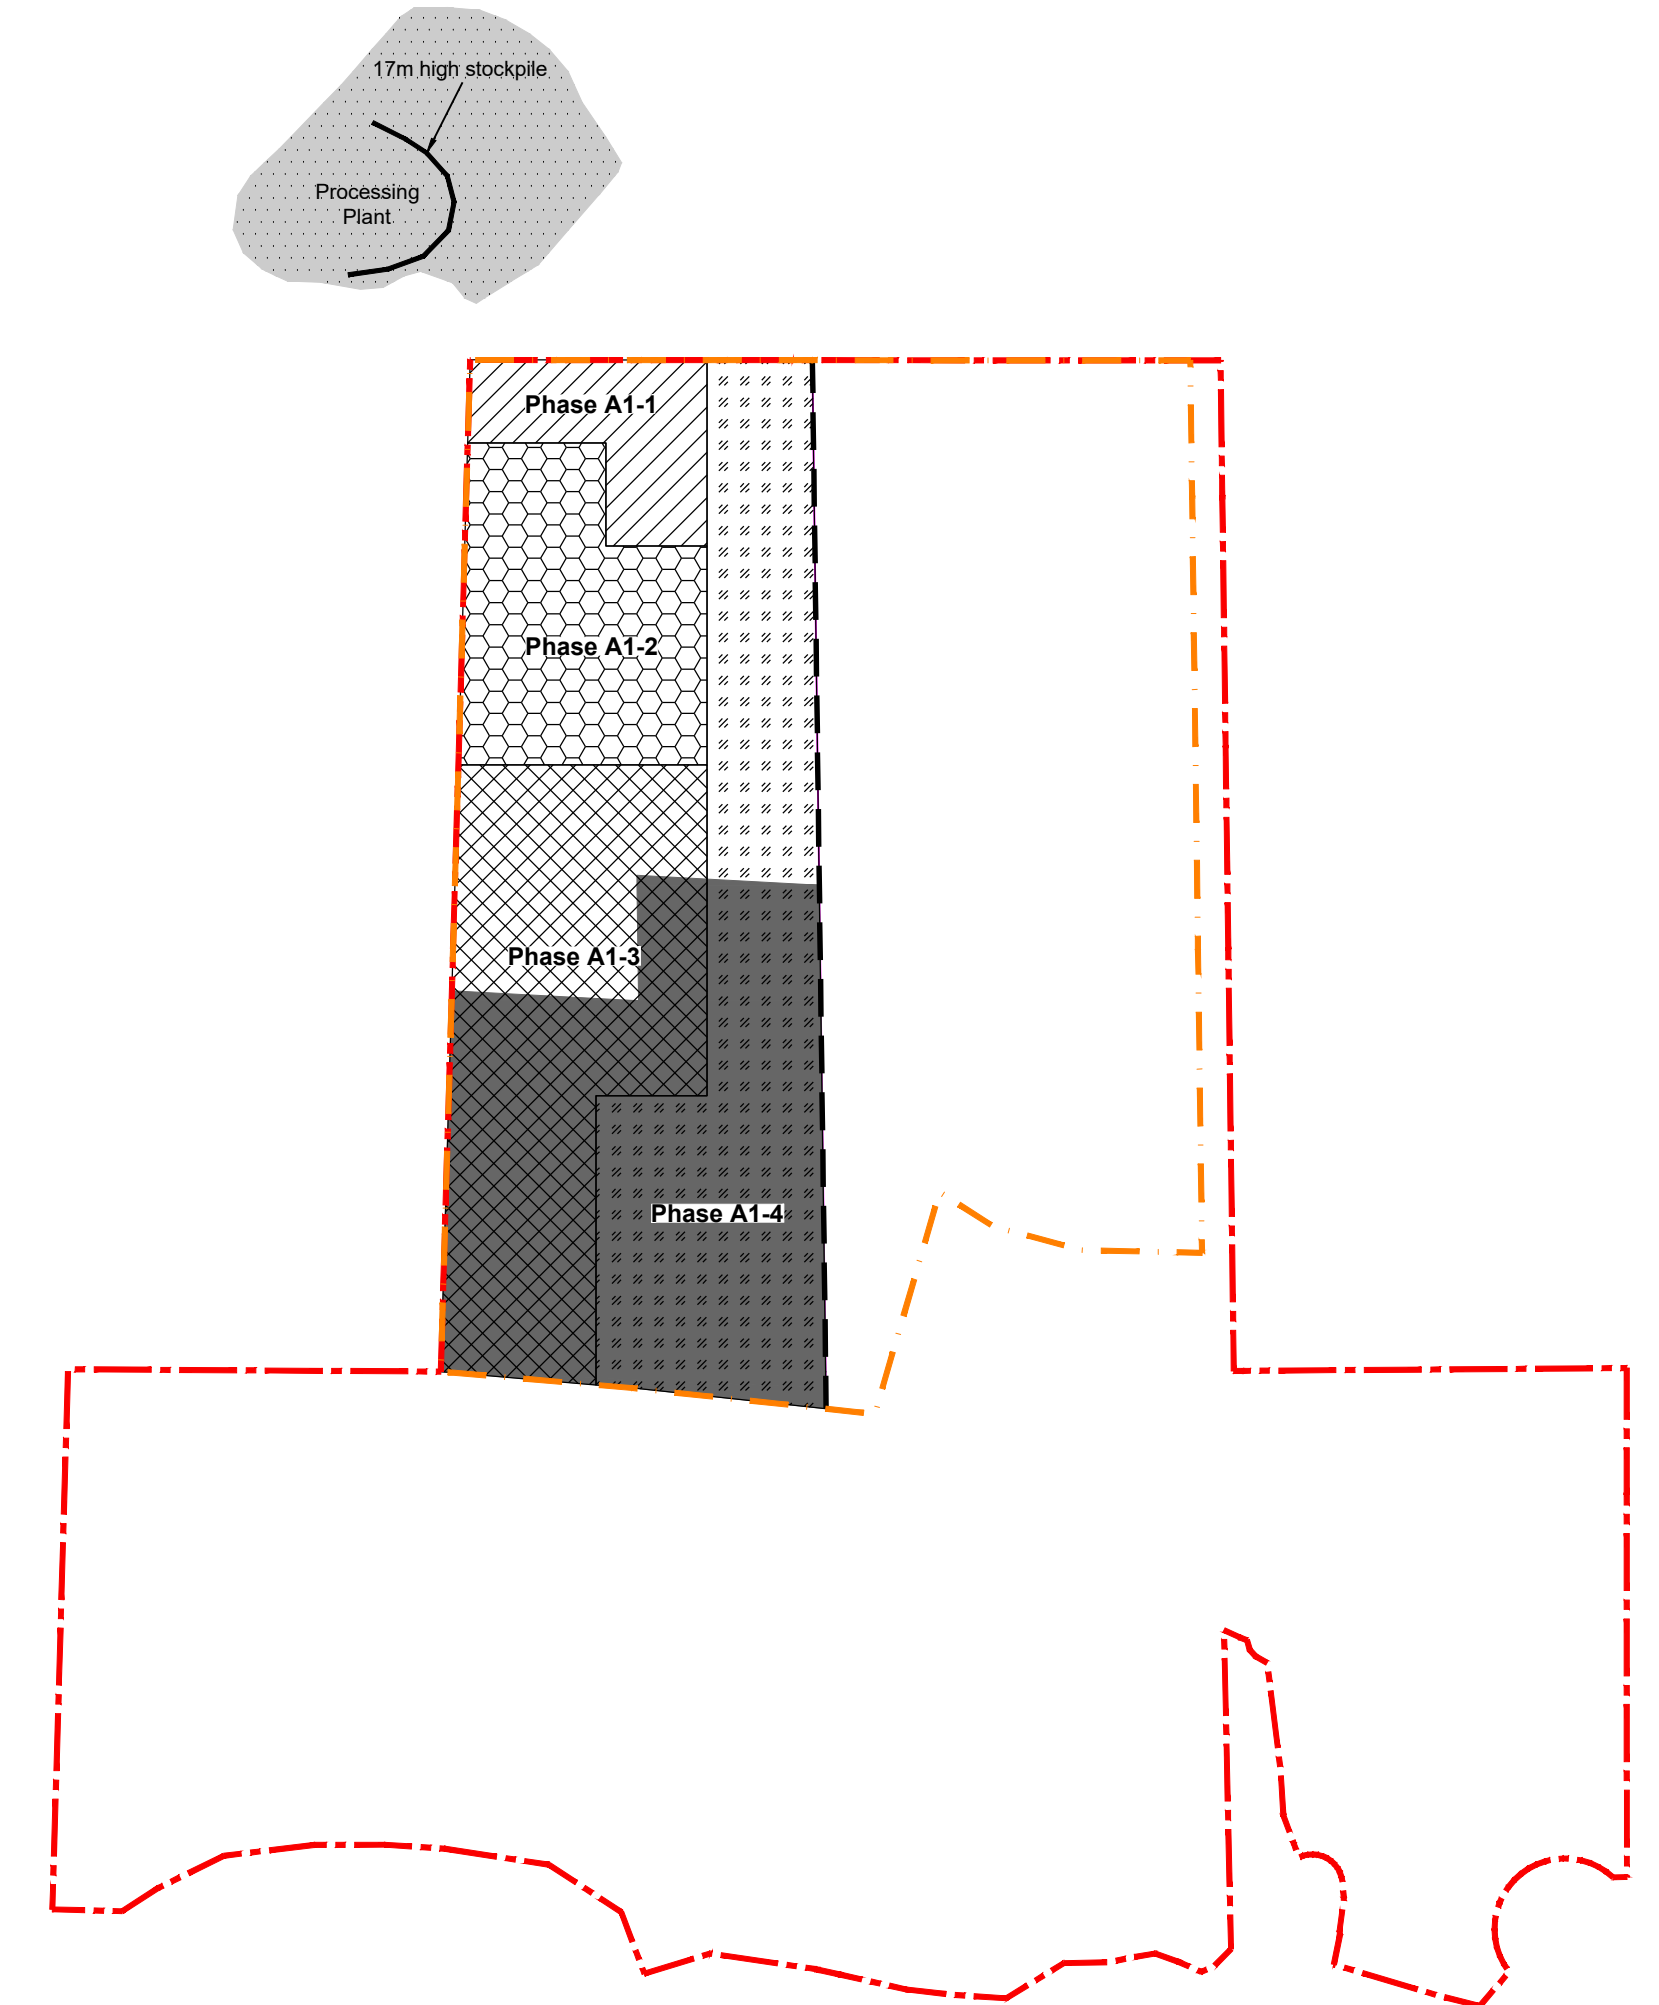 17m high stockpile
Processing
Plant
Phase A1-1
Phase A1-2
Phase A1-3
Phase A1-4